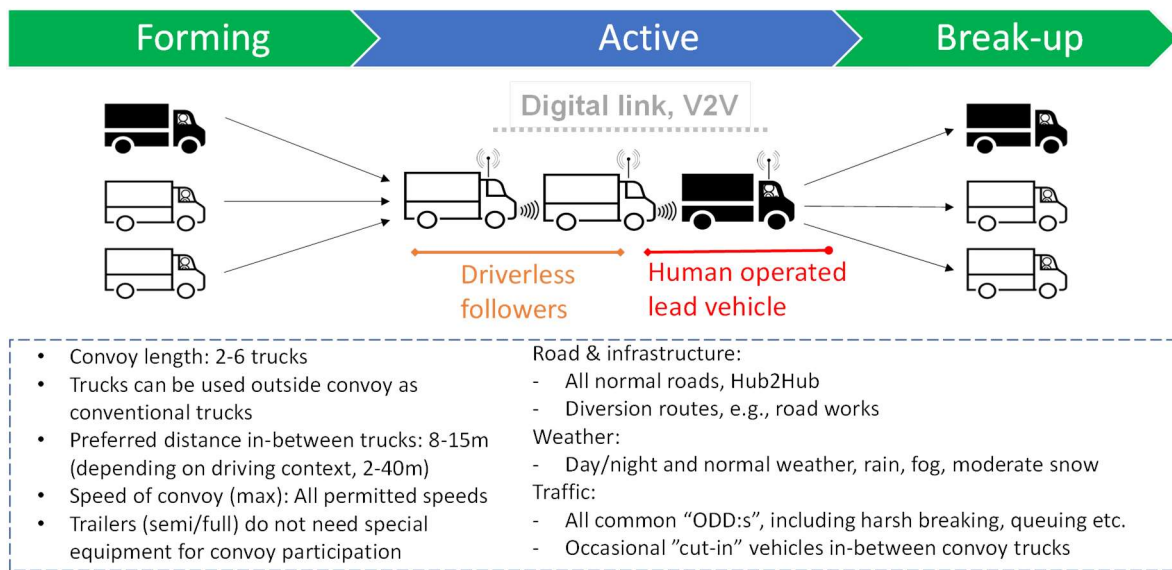 Forming
Active
Break-up
Digital link, V2V
Driverless
followers
Human operated
lead vehicle
• Convoy length: 2-6 trucks
• Trucks can be used outside convoy as
conventional trucks
• Preferred distance in-between trucks: 8-15m
(depending on driving context, 2-40m)
• Speed of convoy (max): All permitted speeds
• Trailers (semi/full) do not need special
equipment for convoy participation
Road & infrastructure:
- All normal roads, Hub2Hub
- Diversion routes, e.g., road works
Weather:
- Day/night and normal weather, rain, fog, moderate snow
Traffic:
- All common “ODD:s”, including harsh breaking, queuing etc.
- Occasional ”cut-in” vehicles in-between convoy trucks